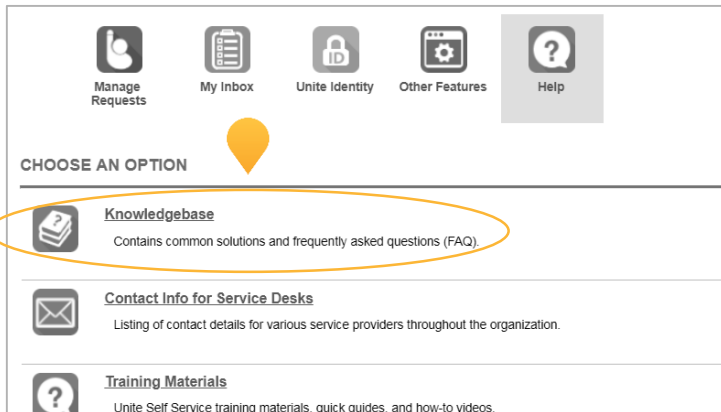 ID
Manage Requests
My Inbox
Unite Identity
Other Features
Help
CHOOSE AN OPTION
Knowledgebase
Contains common solutions and frequently asked questions (FAQ).
Contact Info for Service Desks
Listing of contact details for various service providers throughout the organization.
Training Materials
Unite Self Service training materials, quick guides, and how-to videos.